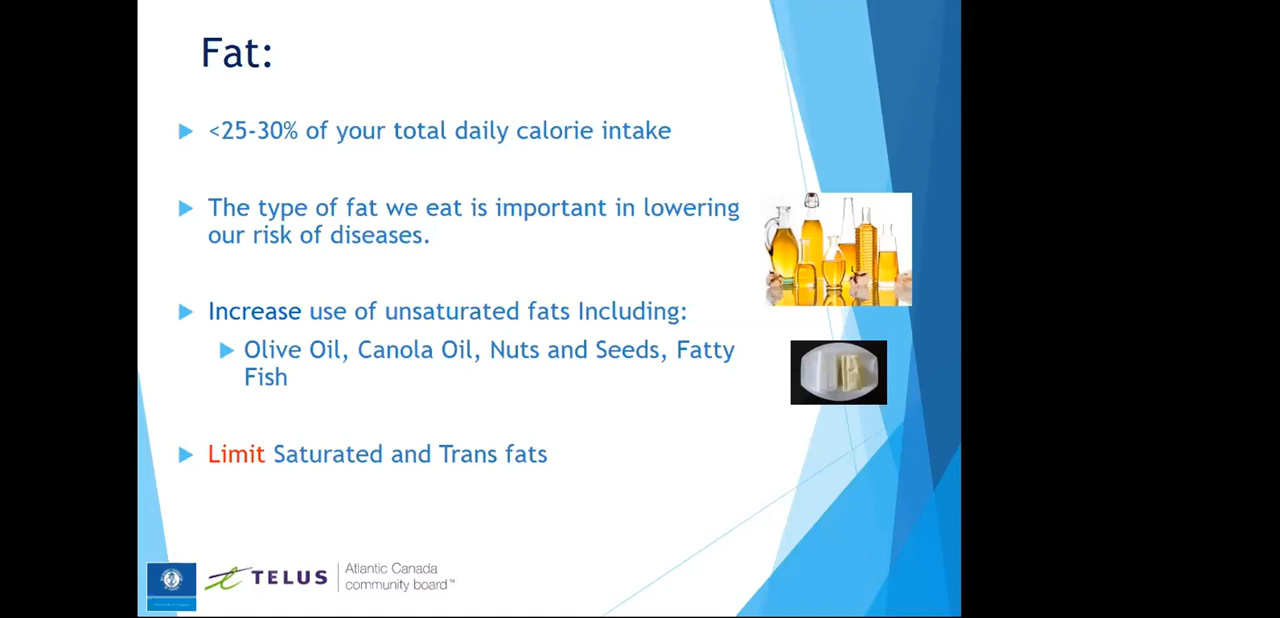 Fat:
<25-30% of your total daily calorie intake
The type of fat we eat is important in lowering
our risk of diseases.
Increase use of unsaturated fats Including:
Olive Oil, Canola Oil, Nuts and Seeds, Fatty
Fish
Limit Saturated and Trans fats
TELUS
Atlantic Canada
community board™